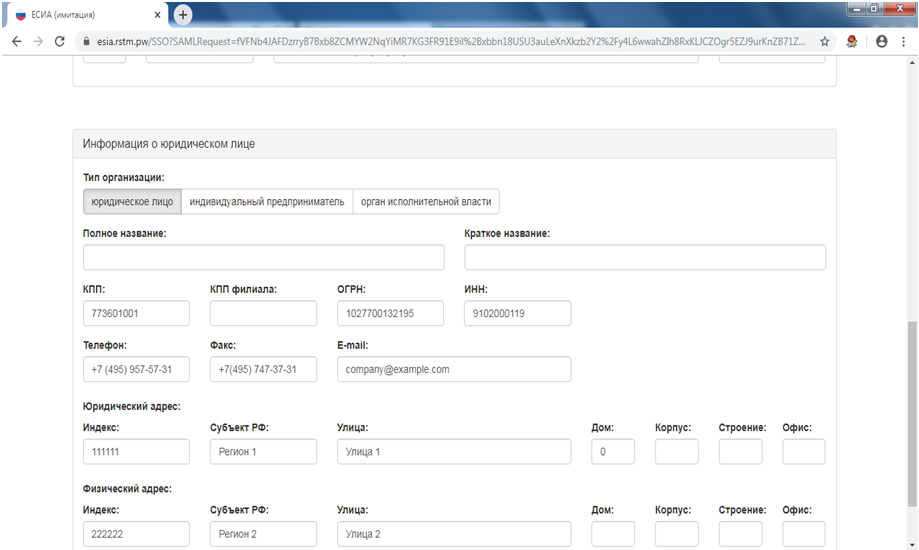 ЕСИА (имитация)
esia.rstm.pw/SSO?SAMLRequest=fVFNb4JAFDzrryB7Bxb8ZCMYW2NqYiMR7KG3FR91E9iI%2Bxbbn18USU3auLeXnXkzb2Y2%2Fy4L6wwahZIh8RxKLJCZOgr5EZJ9urKnZB71Z...
Информация о юридическом лице
Тип организации:
юридическое лицо индивидуальный предприниматель орган исполнительной власти
Полное название: Краткое название:
КПП: КПП филиала: ОГРН: ИНН:
773601001 1027700132195 9102000119
Телефон: Факс: E-mail:
+7 (495) 957-57-31 +7(495) 747-37-31 company@example.com
Юридический адрес:
Индекс: Субъект РФ: Улица: Дом: Корпус: Строение: Офис:
111111 Регион 1 Улица 1 0
Физический адрес:
Индекс: Субъект РФ: Улица: Дом: Корпус: Строение: Офис:
222222 Регион 2 Улица 2